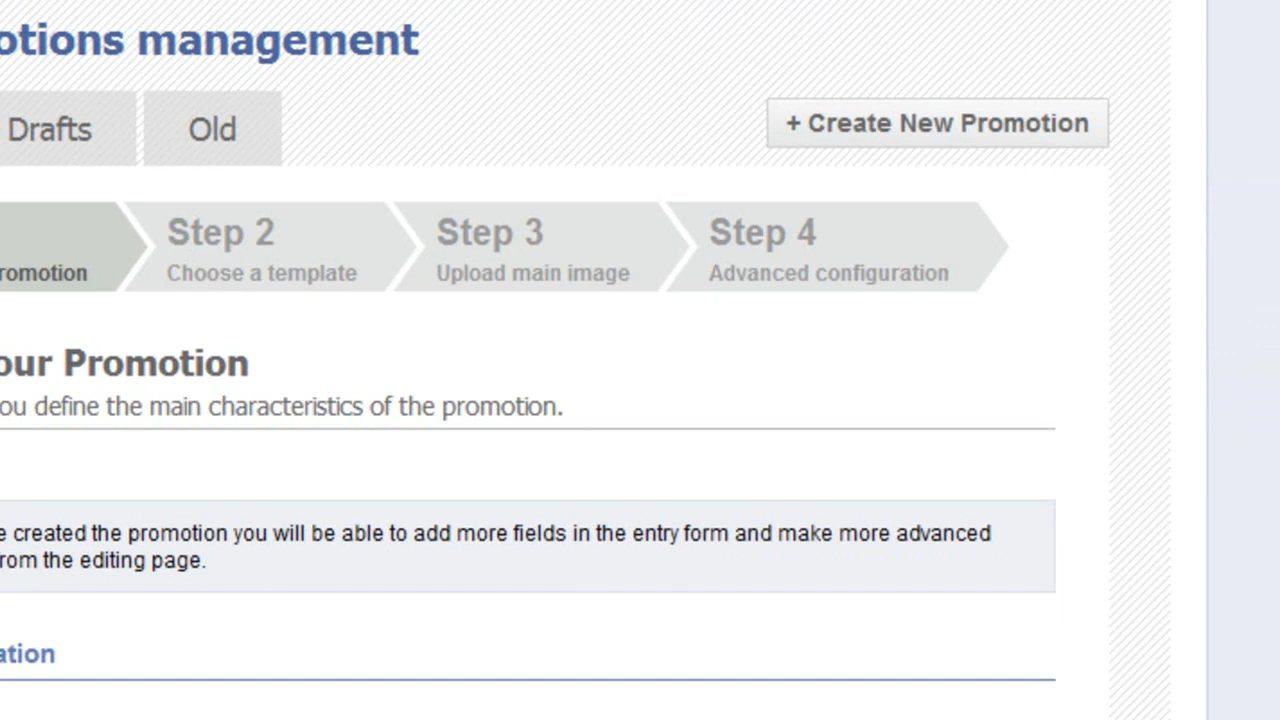 otions management
Drafts
Old
+ Create New Promotion
Step 2
Step 3
Step 4
romotion
Choose a template
Upload main image
Advanced configuration
our Promotion
ou define the main characteristics of the promotion.
e created the promotion you will be able to add more fields in the entry form and make more advanced
rom the editing page.
ation